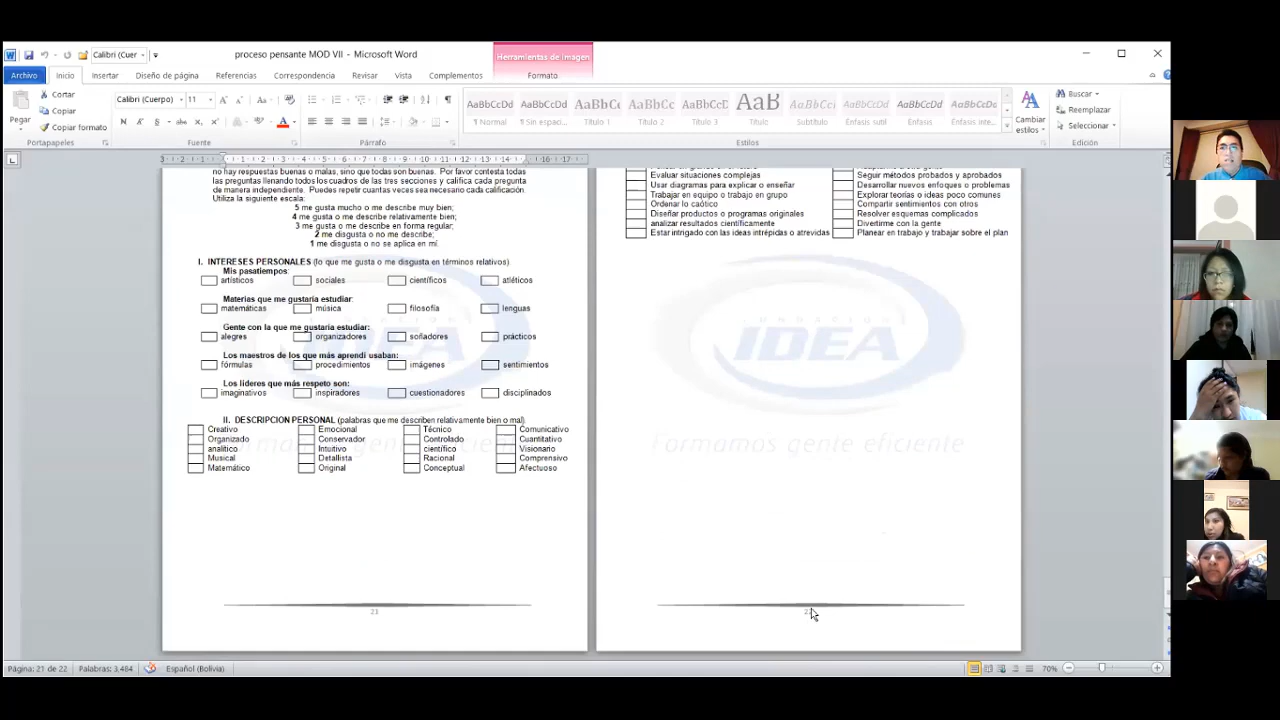 proceso pensante MOD VII - Microsoft Word
Herramientas de imagen
Calibri (Cuer
Archivo Inicio Insertar Diseño de página Referencias Correspondencia Revisar Vista Complementos Formato
Cortar
Copiar
Copiar formato
Pegar
Portapapeles
Calibri (Cuerpo) 11
Fuente
Párrafo
AaBbCcDd AaBbCcDd AaBbC AaBbCc AaBbCcD AaB AaBbCcD AaBbCcDd AaBbCcDd AaBbCcDd
¶ Normal ¶ Sin espaci... Título 1 Título 2 Título 3 Título Subtítulo Énfasis sutil Énfasis Énfasis inte...
Estilos
Cambiar estilos
Buscar
Reemplazar
Seleccionar
Edición
no hay respuestas buenas o malas, sino que todas son buenas. Por favor contesta todas
las preguntas llenando todos los cuadros de las tres secciones y califica cada pregunta
de manera independiente. Puedes repetir cuantas veces sea necesario cada calificación.
Utiliza la siguiente escala:
5 me gusta mucho o me describe muy bien;
4 me gusta o me describe relativamente bien;
3 me gusta o me describe en forma regular;
2 me disgusta o no me describe;
1 me disgusta o no se aplica en mí.
I. INTERESES PERSONALES (lo que me gusta o me disgusta en términos relativos)
Mis pasatiempos:
artísticos sociales científicos atléticos
Materias que me gustaría estudiar:
matemáticas música filosofía lenguas
Gente con la que me gustaría estudiar:
alegres organizadores soñadores prácticos
Los maestros de los que más aprendí usaban:
fórmulas procedimientos imágenes sentimientos
Los líderes que más respeto son:
imaginativos inspiradores cuestionadores disciplinados
II. DESCRIPCION PERSONAL (palabras que me describen relativamente bien o mal).
Creativo Emocional Técnico Comunicativo
Organizado Conservador Controlado Cuantitativo
analítico Intuitivo científico Visionario
Musical Detallista Racional Comprensivo
Matemático Original Conceptual Afectuoso
23
Evaluar situaciones complejas Seguir métodos probados y aprobados
Usar diagramas para explicar o enseñar Desarrollar nuevos enfoques o problemas
Trabajar en equipo o trabajo en grupo Explorar teorías o ideas poco comunes
Ordenar lo caótico Compartir sentimientos con otros
Diseñar productos o programas originales Resolver esquemas complicados
analizar resultados científicamente Divertirme con la gente
Estar intrigado con las ideas intrépidas o atrevidas Planear en trabajo y trabajar sobre el plan
FUNDACION
IDEA
Formamos gente eficiente
Página: 21 de 22 Palabras: 3.484 Español (Bolivia) 70%